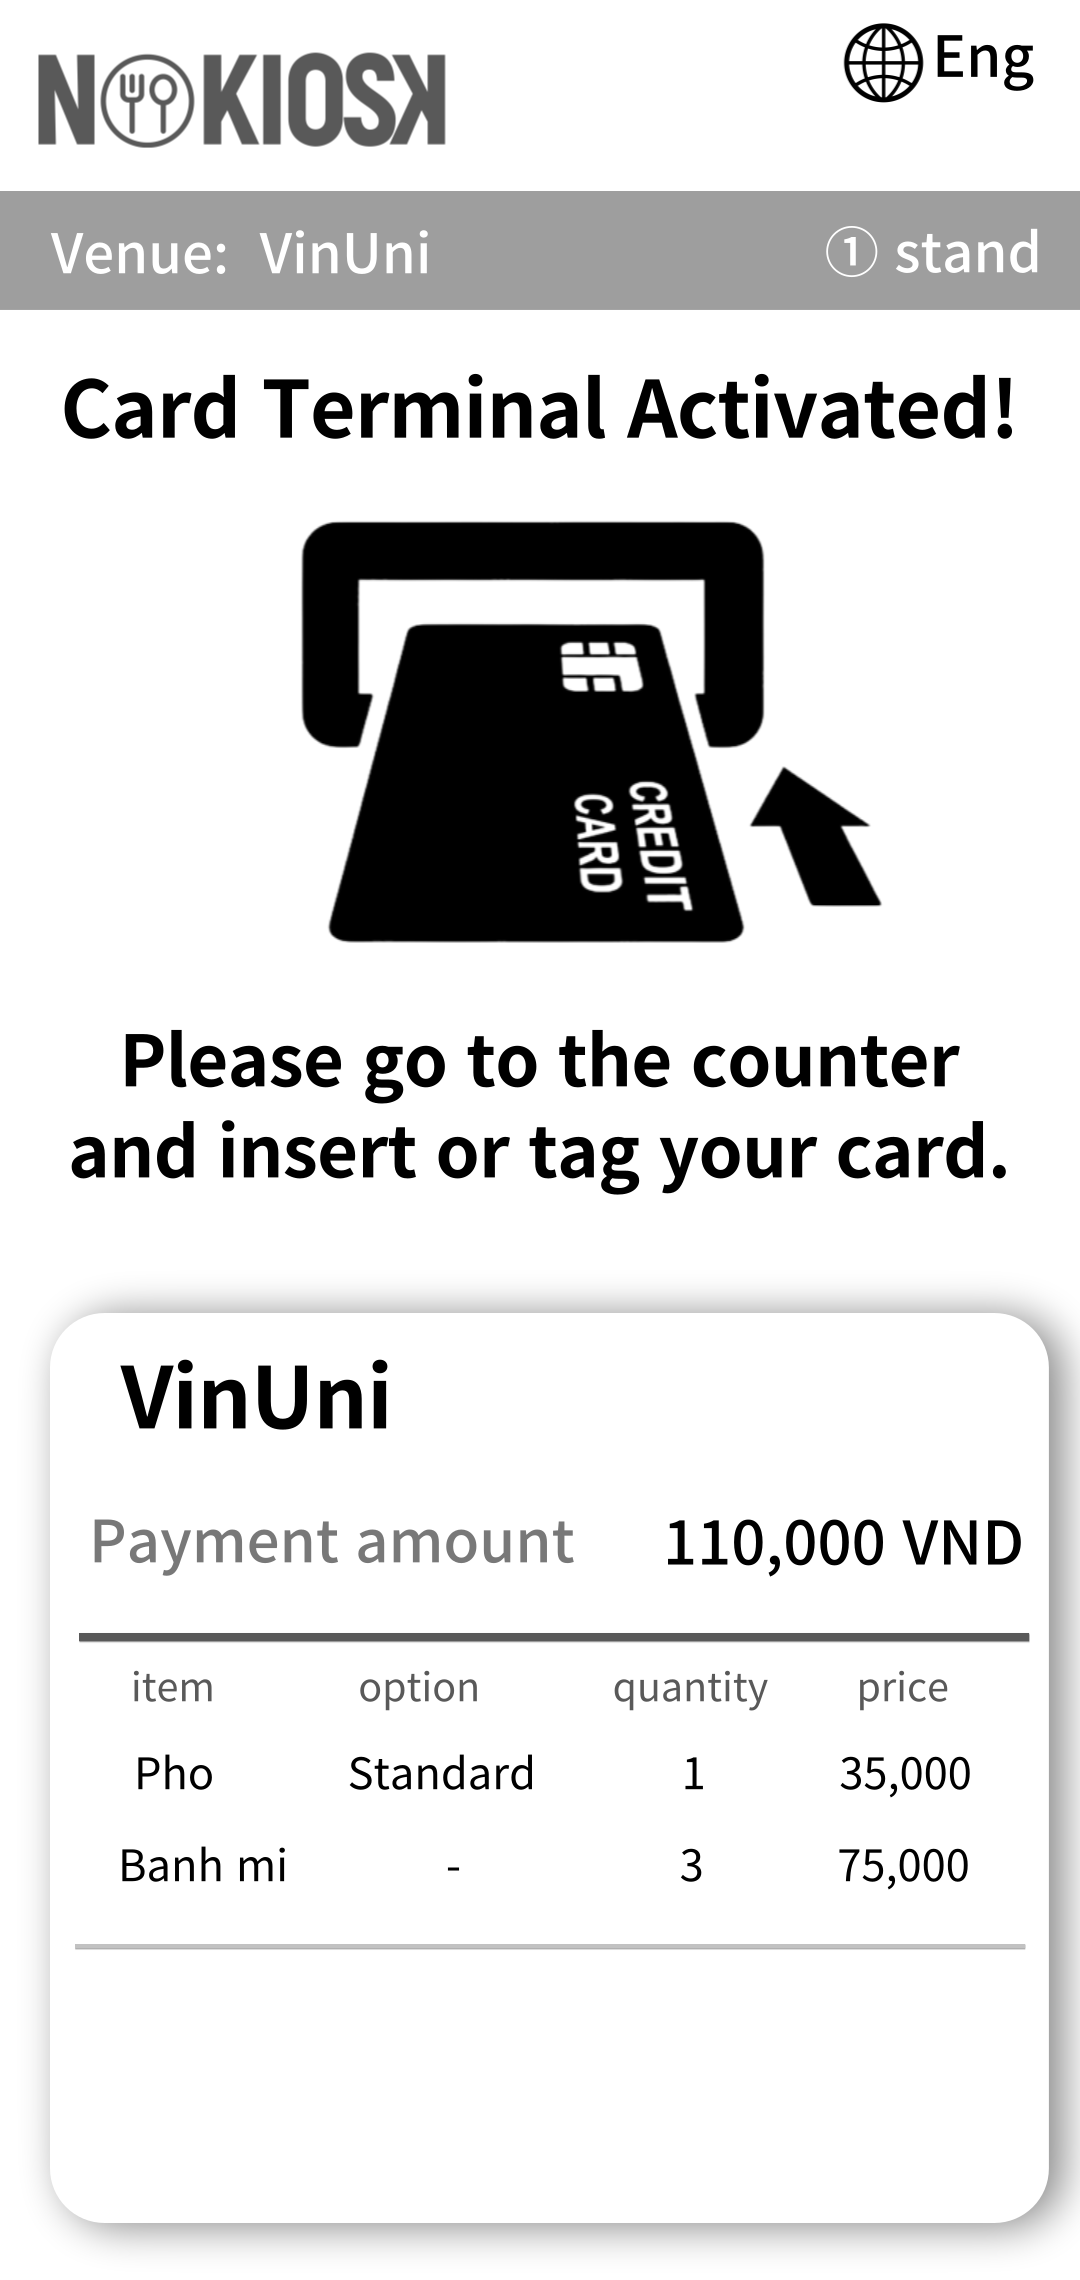 NOKIOSK
Eng
Venue: VinUni
① stand
Card Terminal Activated!
CREDIT
CARD
Please go to the counter
and insert or tag your card.
VinUni
Payment amount 110,000 VND
item option quantity price
Pho Standard 1 35,000
Banh mi - 3 75,000